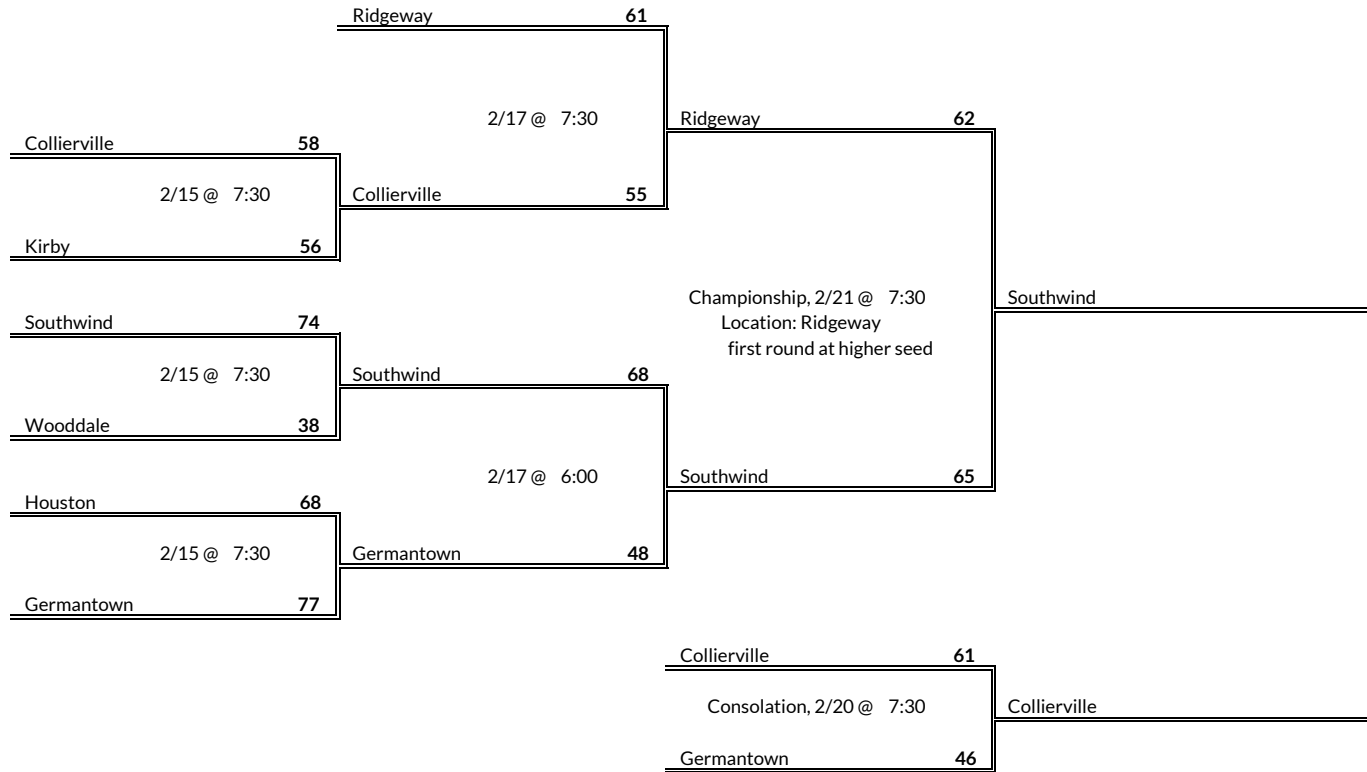 Ridgeway 61
2/17 @ 7:30
Ridgeway 62
Collierville 58
2/15 @ 7:30
Collierville 55
Kirby 56
Championship, 2/21 @ 7:30
Southwind
Location: Ridgeway
first round at higher seed
Southwind 74
2/15 @ 7:30
Southwind 68
Wooddale 38
2/17 @ 6:00
Southwind 65
Houston 68
2/15 @ 7:30
Germantown 48
Germantown 77
Collierville 61
Consolation, 2/20 @ 7:30
Collierville
Germantown 46